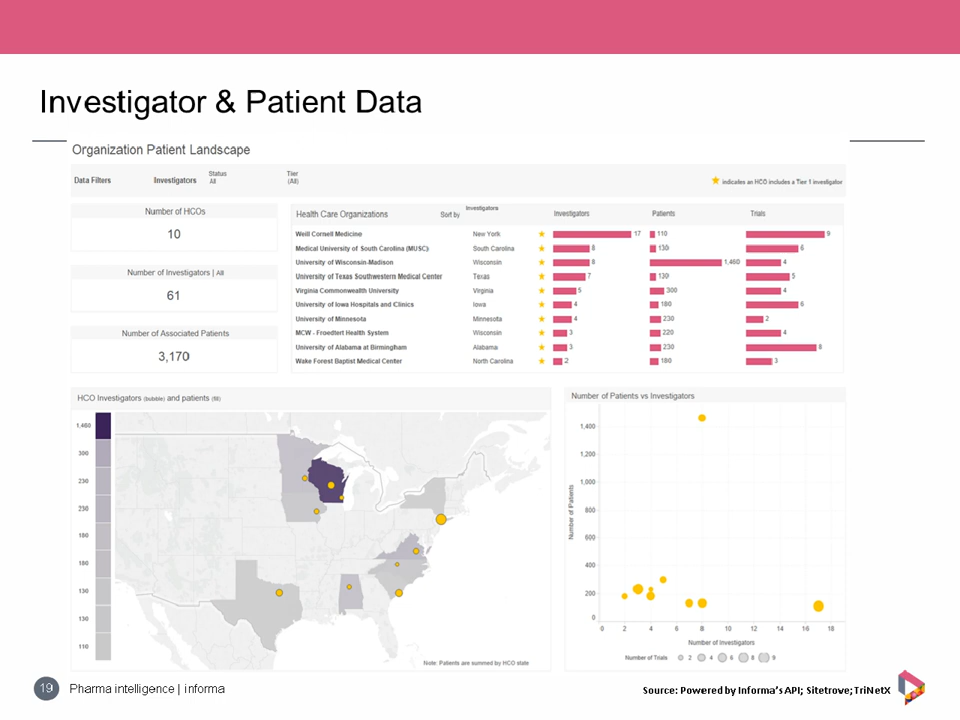 Investigator & Patient Data
Organization Patient Landscape
Data Filters Investigators Status All Tier (All) indicates an HCO includes a Tier 1 investigator
Number of HCOs
10
Number of Investigators | All
61
Number of Associated Patients
3,170
Health Care Organizations Sort by Investigators Investigators Patients Trials
Weill Cornell Medicine New York 17 110 9
Medical University of South Carolina (MUSC) South Carolina 8 130 6
University of Wisconsin-Madison Wisconsin 8 1,460 4
University of Texas Southwestern Medical Center Texas 7 130 5
Virginia Commonwealth University Virginia 5 300 4
University of Iowa Hospitals and Clinics Iowa 4 180 6
University of Minnesota Minnesota 4 230 2
MCW - Froedtert Health System Wisconsin 3 220 4
University of Alabama at Birmingham Alabama 3 230 8
Wake Forest Baptist Medical Center North Carolina 2 180 3
HCO Investigators (bubble) and patients (fill)
1,460
300
230
230
180
180
130
130
110
Note: Patients are summed by HCO state
Number of Patients vs Investigators
Number of Patients
1,400
1,200
1,000
800
600
400
200
0
0 2 4 6 8 10 12 14 16 18
Number of Investigators
Number of Trials 2 4 6 8 9
19 Pharma intelligence | informa
Source: Powered by Informa's API; Sitetrove; TriNetX